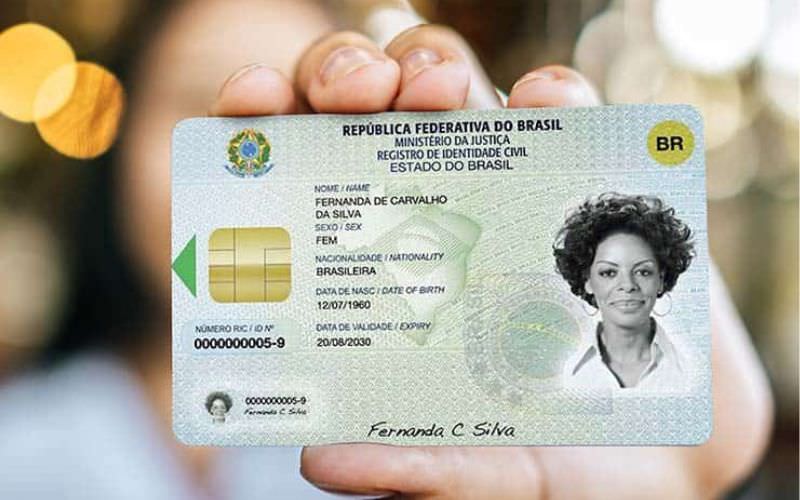 REPÚBLICA FEDERATIVA DO BRASIL
MINISTÉRIO DA JUSTIÇA
REGISTRO DE IDENTIDADE CIVIL
ESTADO DO BRASIL
BR
NOME / NAME
FERNANDA DE CARVALHO
DA SILVA
SEXO / SEX
FEM
NACIONALIDADE / NATIONALITY
BRASILEIRA
DATA DE NASC / DATE OF BIRTH
12/07/1960
NÚMERO RIC / ID Nº
0000000005-9
DATA DE VALIDADE / EXPIRY
20/08/2030
0000000005-9
Fernanda C Silva
Fernanda C Silva